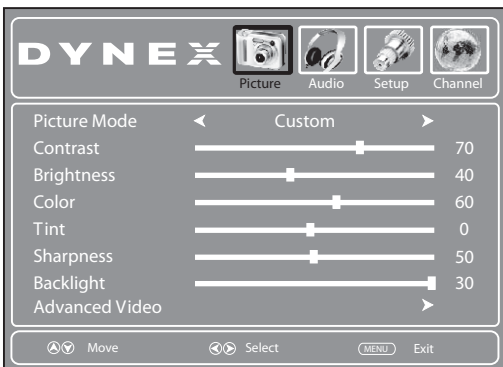 DYNEX
Picture Audio Setup Channel
Picture Mode Custom
Contrast 70
Brightness 40
Color 60
Tint 0
Sharpness 50
Backlight 30
Advanced Video
Move Select MENU Exit